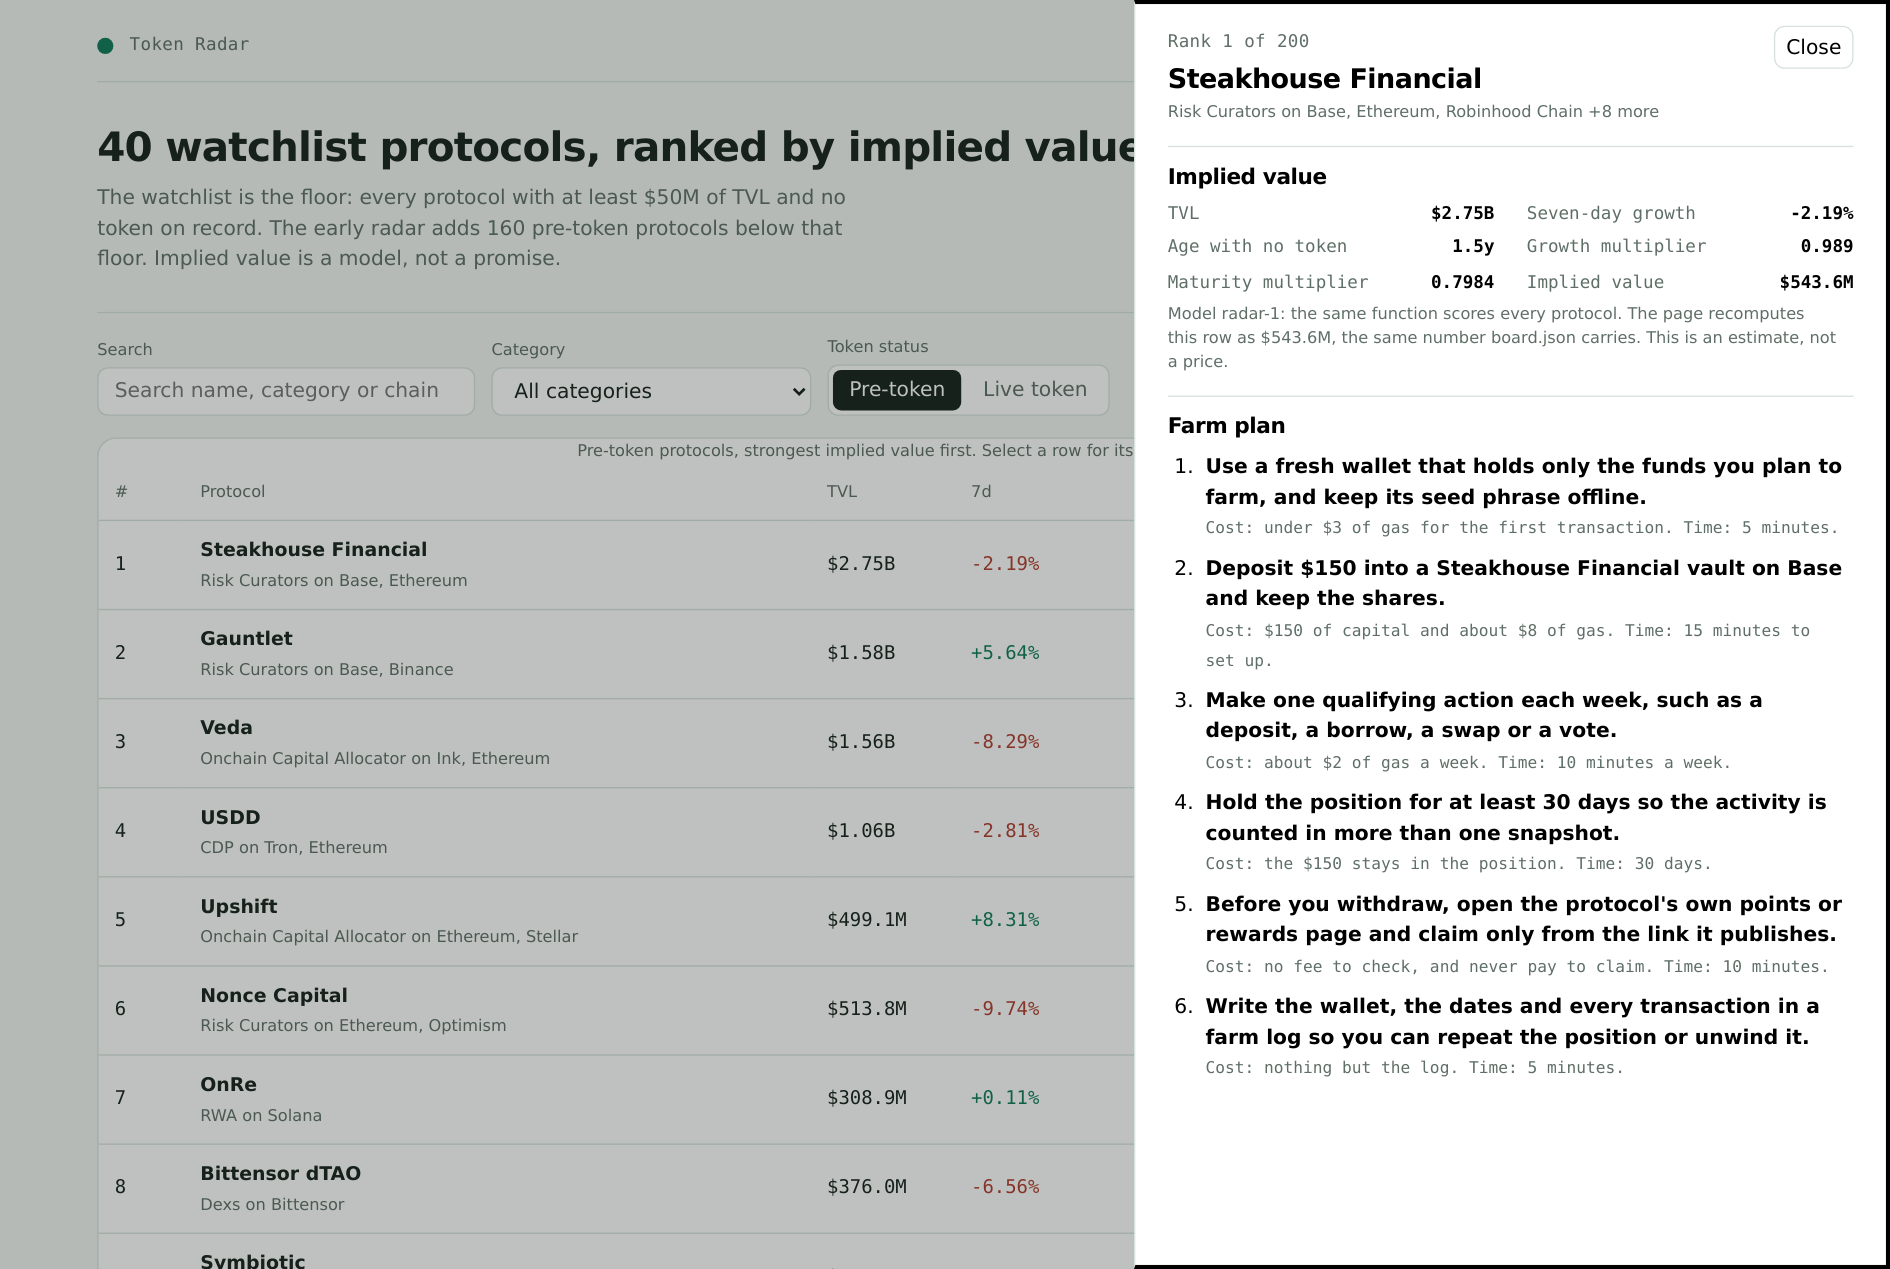 Token Radar
40 watchlist protocols, ranked by implied value
The watchlist is the floor: every protocol with at least $50M of TVL and no
token on record. The early radar adds 160 pre-token protocols below that
floor. Implied value is a model, not a promise.
Search
Category
Token status
Search name, category or chain
All categories
Pre-token
Live token
Pre-token protocols, strongest implied value first. Select a row for its
# Protocol TVL 7d
1 Steakhouse Financial $2.75B -2.19%
Risk Curators on Base, Ethereum
2 Gauntlet $1.58B +5.64%
Risk Curators on Base, Binance
3 Veda $1.56B -8.29%
Onchain Capital Allocator on Ink, Ethereum
4 USDD $1.06B -2.81%
CDP on Tron, Ethereum
5 Upshift $499.1M +8.31%
Onchain Capital Allocator on Ethereum, Stellar
6 Nonce Capital $513.8M -9.74%
Risk Curators on Ethereum, Optimism
7 OnRe $308.9M +0.11%
RWA on Solana
8 Bittensor dTAO $376.0M -6.56%
Dexs on Bittensor
Symbiotic
Rank 1 of 200
Close
Steakhouse Financial
Risk Curators on Base, Ethereum, Robinhood Chain +8 more
Implied value
TVL $2.75B Seven-day growth -2.19%
Age with no token 1.5y Growth multiplier 0.989
Maturity multiplier 0.7984 Implied value $543.6M
Model radar-1: the same function scores every protocol. The page recomputes
this row as $543.6M, the same number board.json carries. This is an estimate, not
a price.
Farm plan
1. Use a fresh wallet that holds only the funds you plan to
farm, and keep its seed phrase offline.
Cost: under $3 of gas for the first transaction. Time: 5 minutes.
2. Deposit $150 into a Steakhouse Financial vault on Base
and keep the shares.
Cost: $150 of capital and about $8 of gas. Time: 15 minutes to
set up.
3. Make one qualifying action each week, such as a
deposit, a borrow, a swap or a vote.
Cost: about $2 of gas a week. Time: 10 minutes a week.
4. Hold the position for at least 30 days so the activity is
counted in more than one snapshot.
Cost: the $150 stays in the position. Time: 30 days.
5. Before you withdraw, open the protocol's own points or
rewards page and claim only from the link it publishes.
Cost: no fee to check, and never pay to claim. Time: 10 minutes.
6. Write the wallet, the dates and every transaction in a
farm log so you can repeat the position or unwind it.
Cost: nothing but the log. Time: 5 minutes.